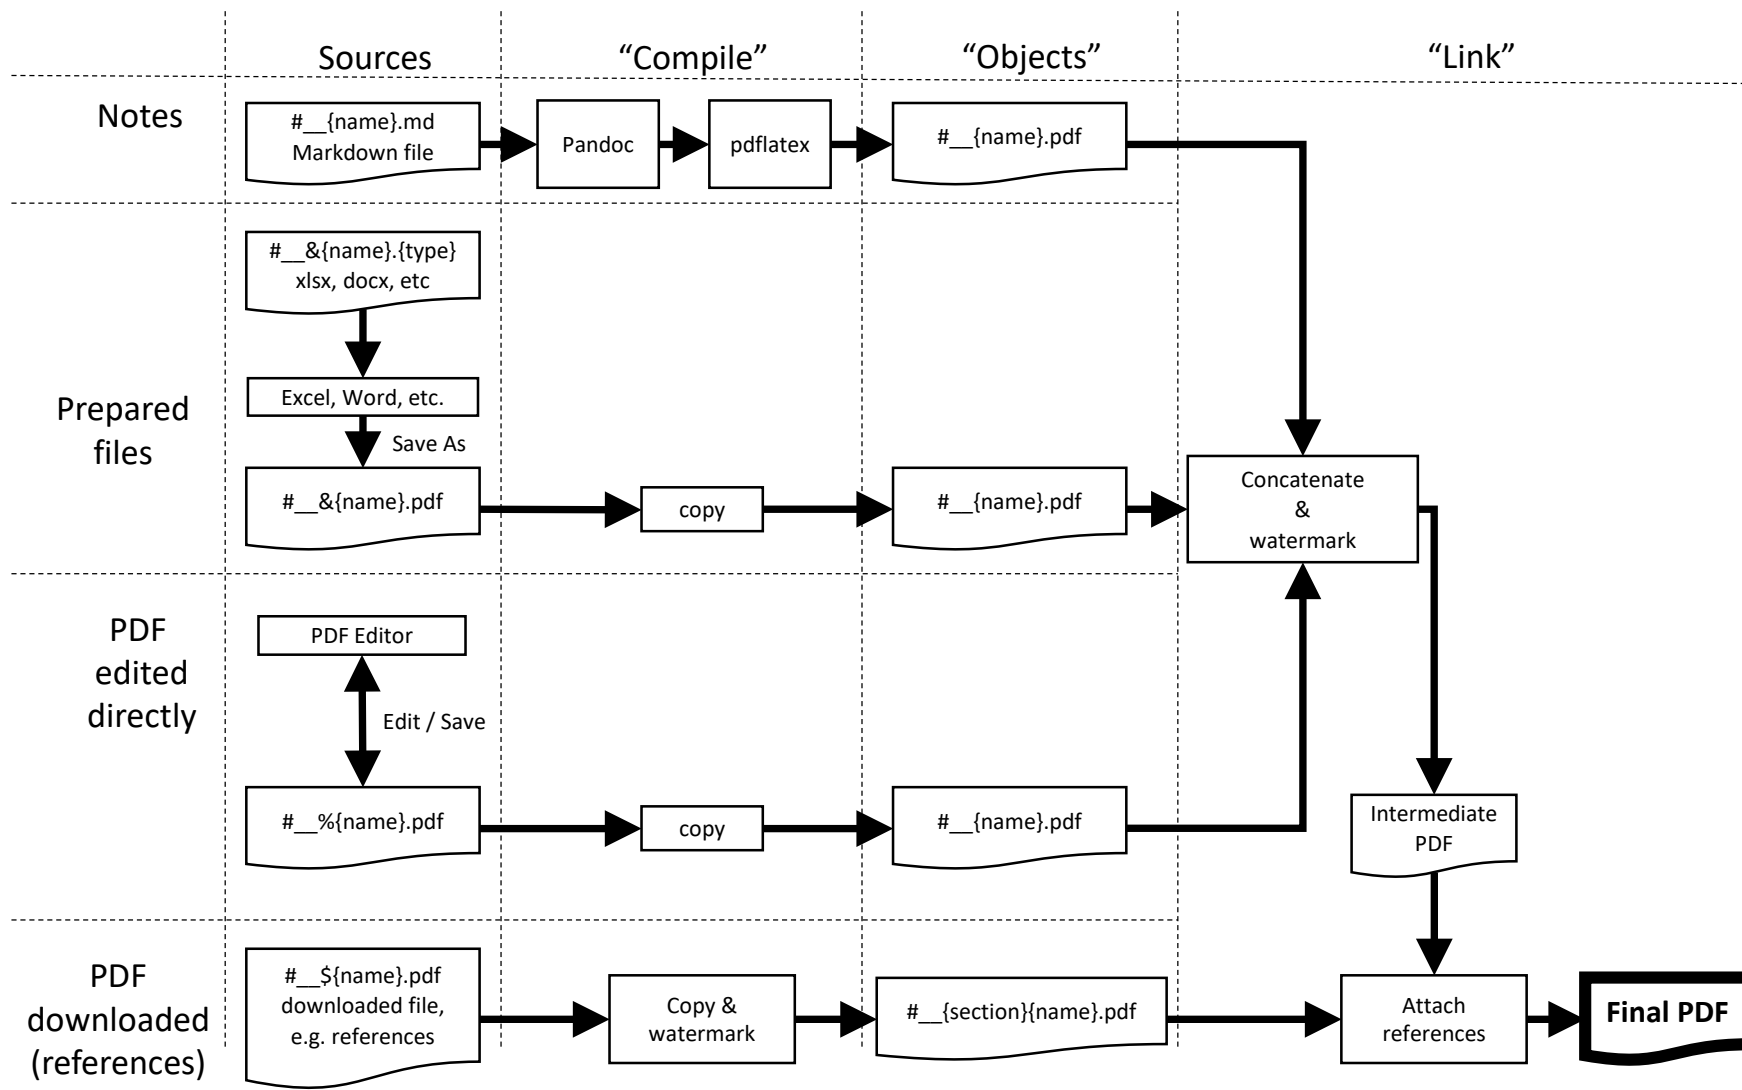 Sources
“Compile”
“Objects”
“Link”
Notes
#__{name}.md
Markdown file
Pandoc
pdflatex
#__{name}.pdf
Prepared
files
#__&{name}.{type}
xlsx, docx, etc
Excel, Word, etc.
Save As
#__&{name}.pdf
copy
#__{name}.pdf
Concatenate
&
watermark
PDF
edited
directly
PDF Editor
Edit / Save
#__%{name}.pdf
copy
#__{name}.pdf
Intermediate
PDF
PDF
downloaded
(references)
#__${name}.pdf
downloaded file,
e.g. references
Copy &
watermark
#__{section}{name}.pdf
Attach
references
Final PDF